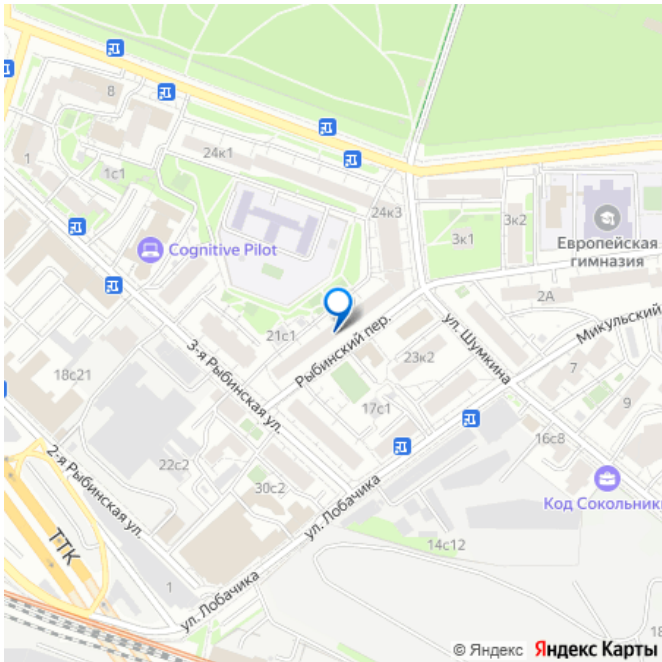 8
24к1
1
1с1
24к3
3к2
3к1
Европейская
гимназия
Cognitive Pilot
2А
Микульский
21с1
Рыбинский пер.
ул. Шумкина
23к2
7
3-я Рыбинская ул.
18с21
17с1
9
16с8
22с2
2-я Рыбинская ул.
30с2
Код Сокольники
ул. Лобачика
ТТК
14с12
1
ул. Лобачика
18
© Яндекс Яндекс Карты